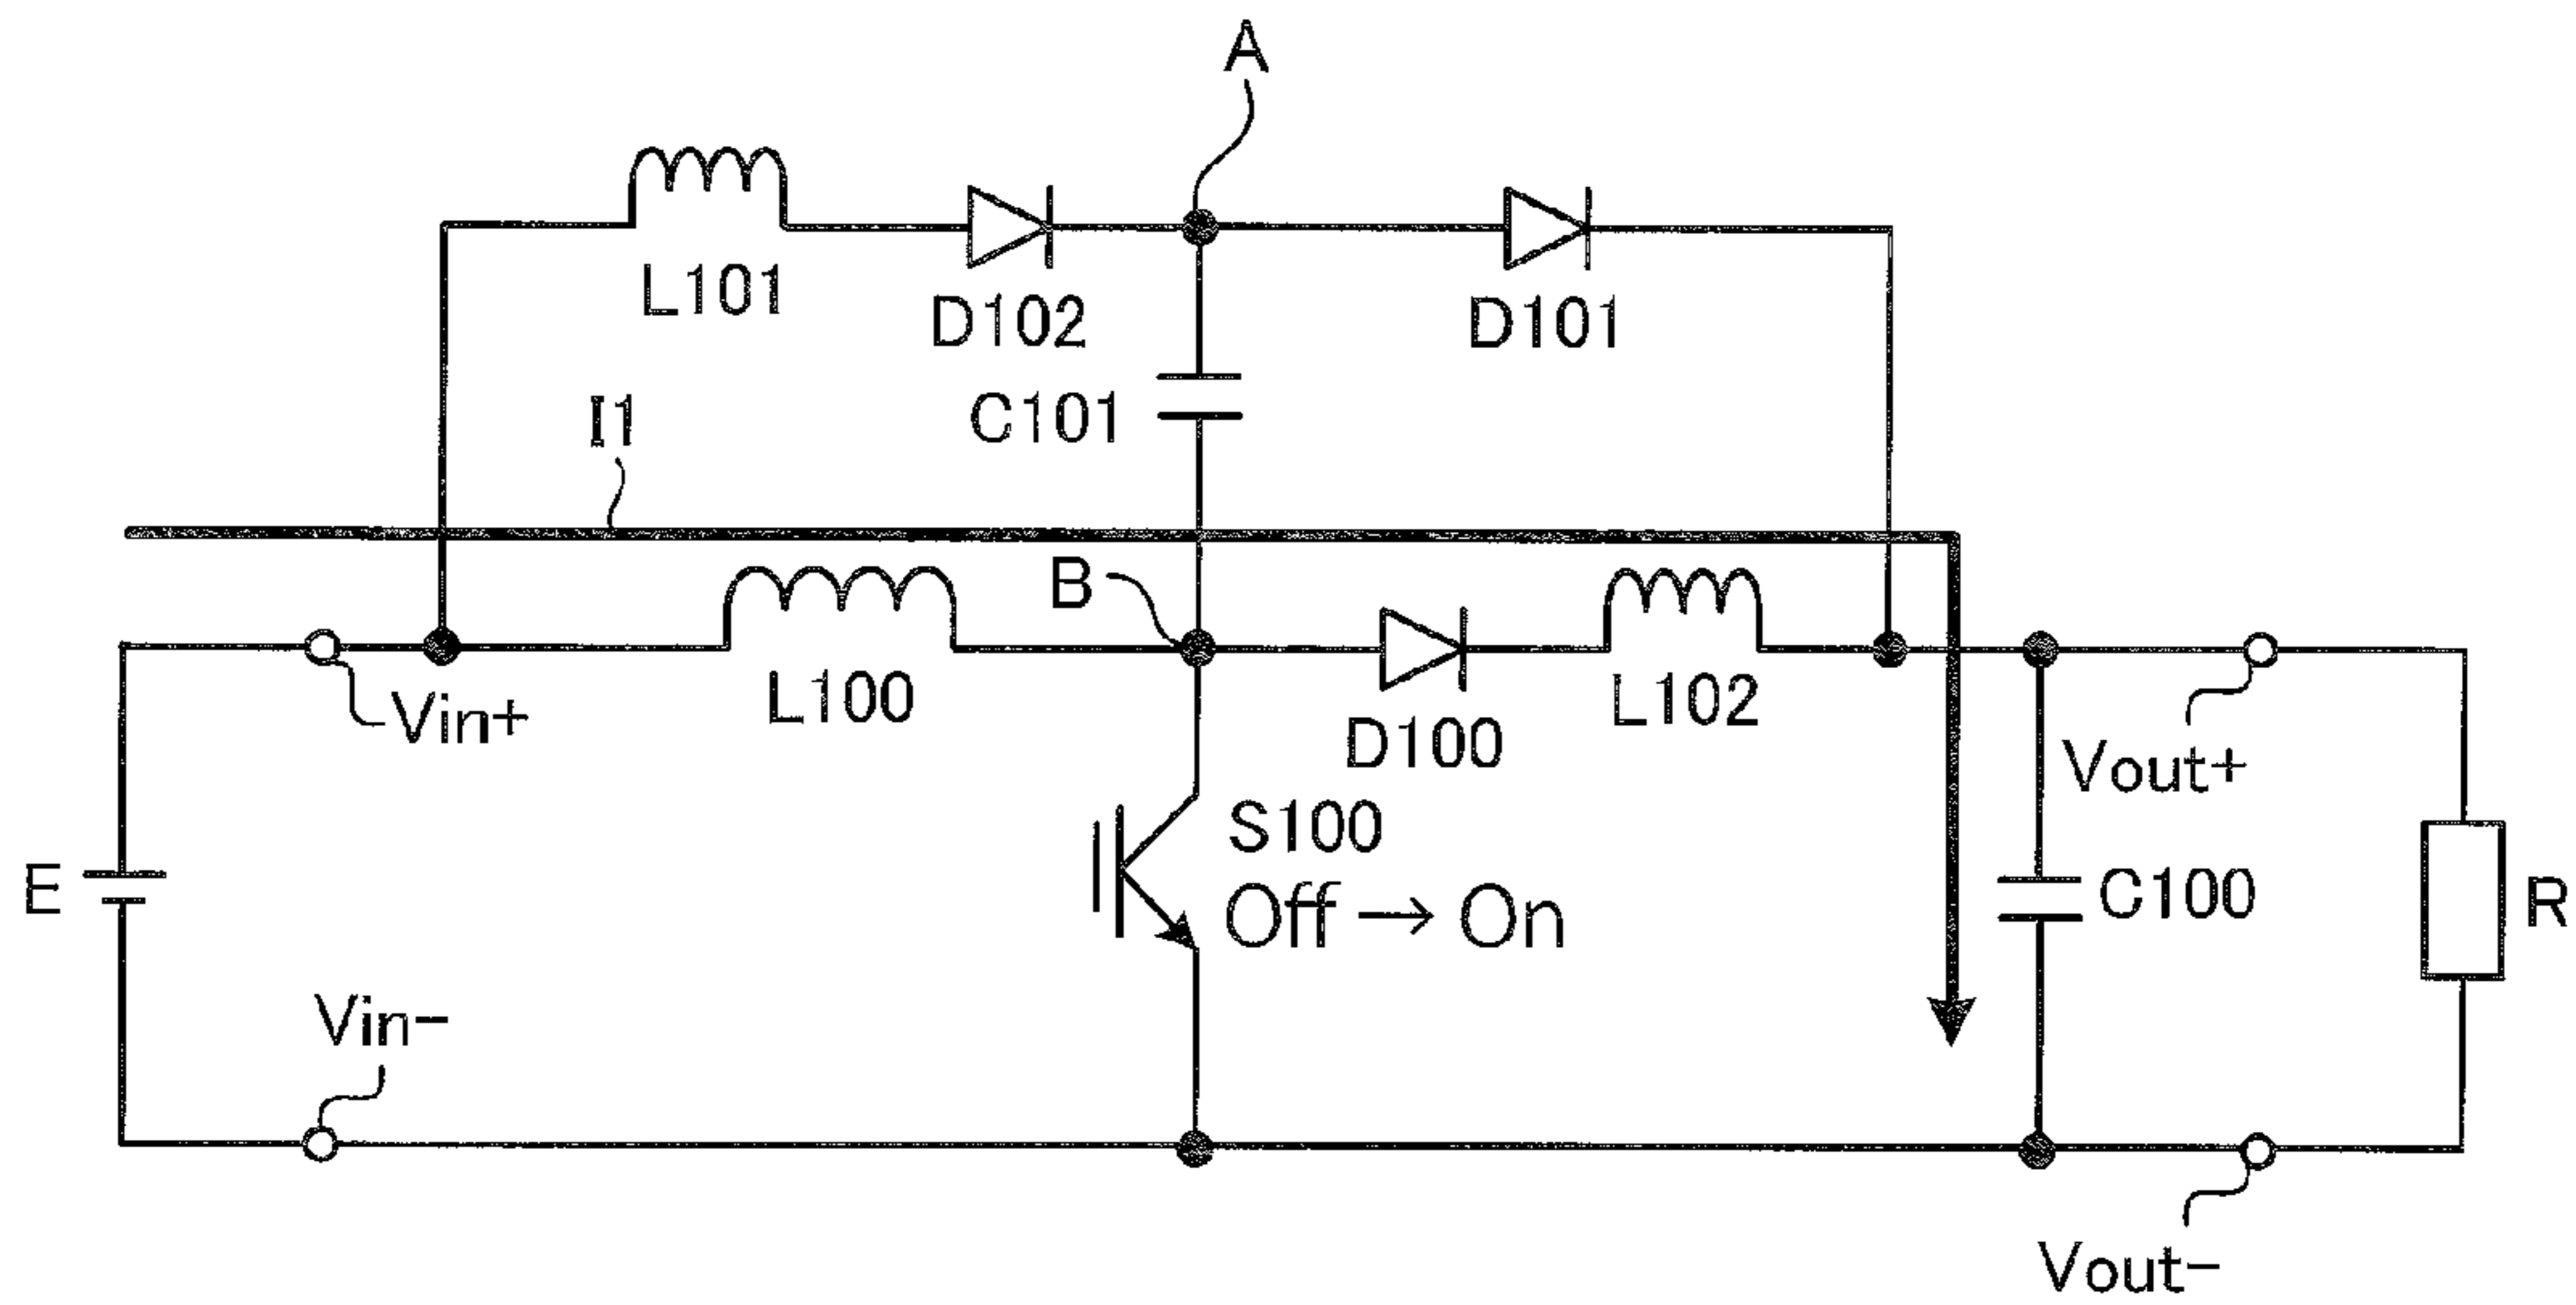 A
L101
D102
D101
C101
I1
B
L100
D100
L102
Vin+
Vout+
S100
Off → On
E
C100
R
Vin−
Vout−